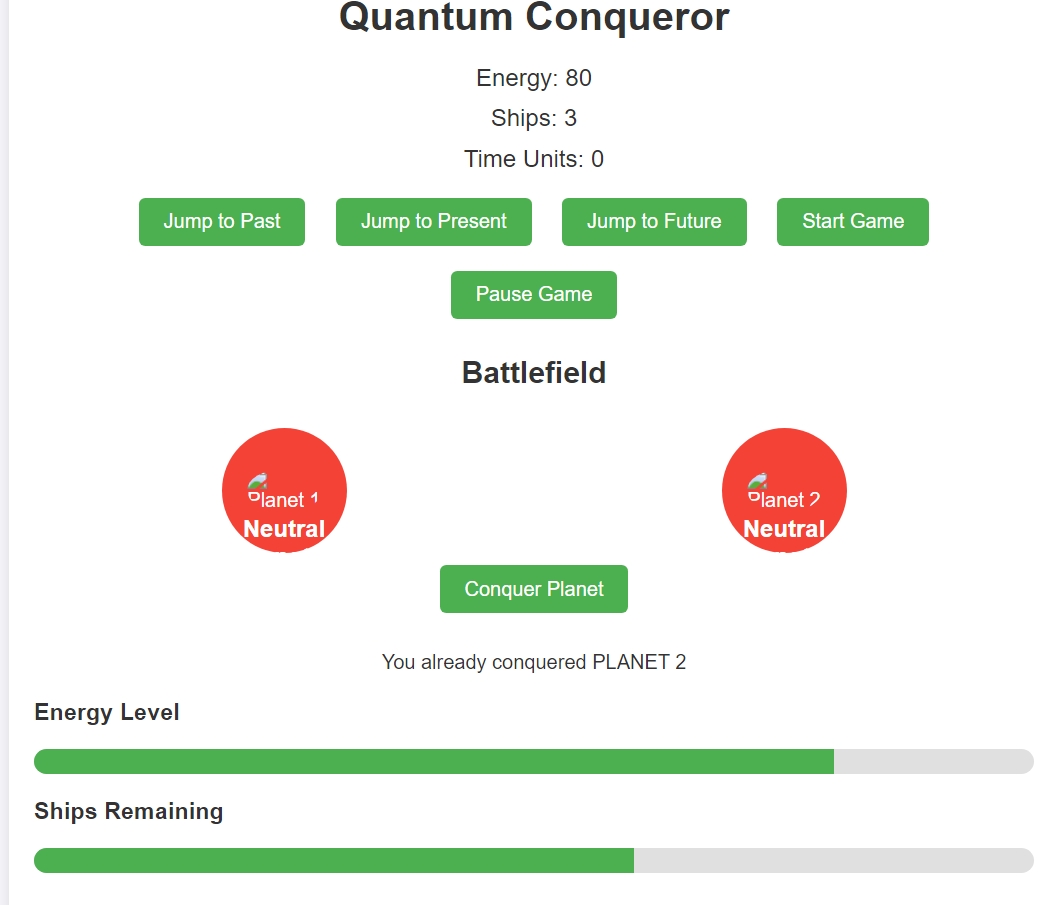 Quantum Conqueror
Energy: 80
Ships: 3
Time Units: 0
Jump to Past
Jump to Present
Jump to Future
Start Game
Pause Game
Battlefield
Planet 1
Neutral
Planet 2
Neutral
Conquer Planet
You already conquered PLANET 2
Energy Level
Ships Remaining